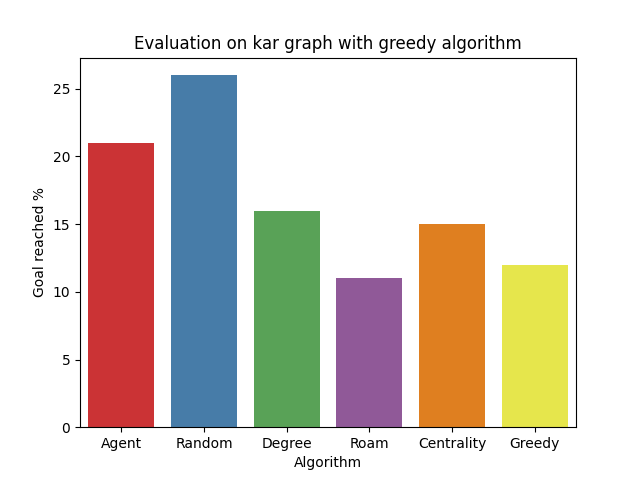 Evaluation on kar graph with greedy algorithm
Goal reached %
25
20
15
10
5
0
Agent Random Degree Roam Centrality Greedy
Algorithm